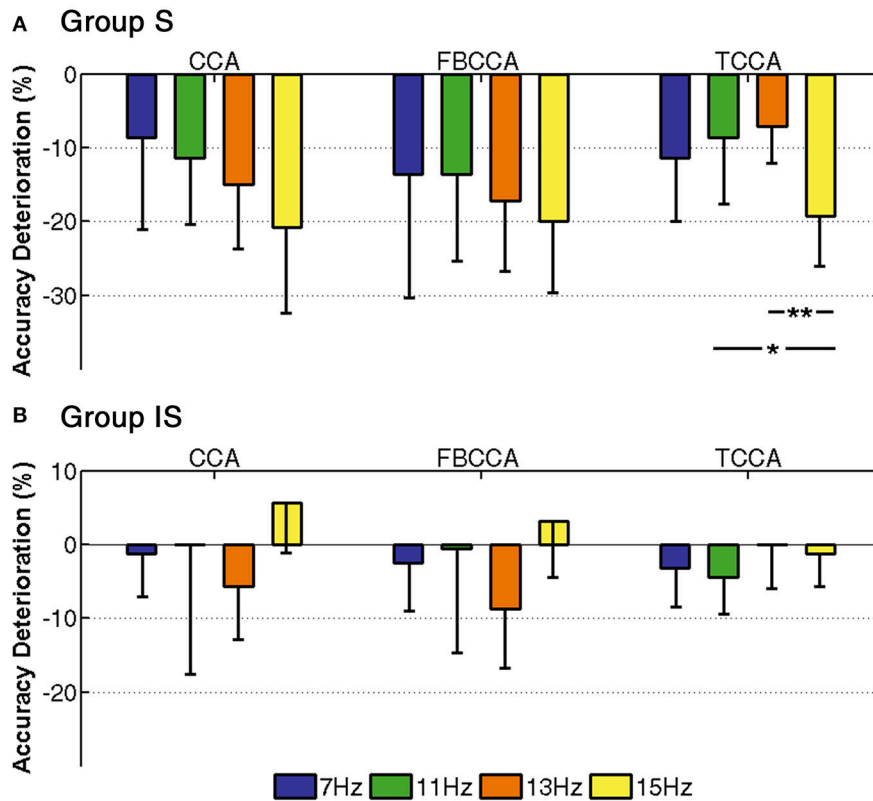 A Group S
CCA FBCCA TCCA
Accuracy Deterioration (%)
0
-10
-20
-30
**
*
B Group IS
CCA FBCCA TCCA
Accuracy Deterioration (%)
10
0
-10
-20
7Hz 11Hz 13Hz 15Hz